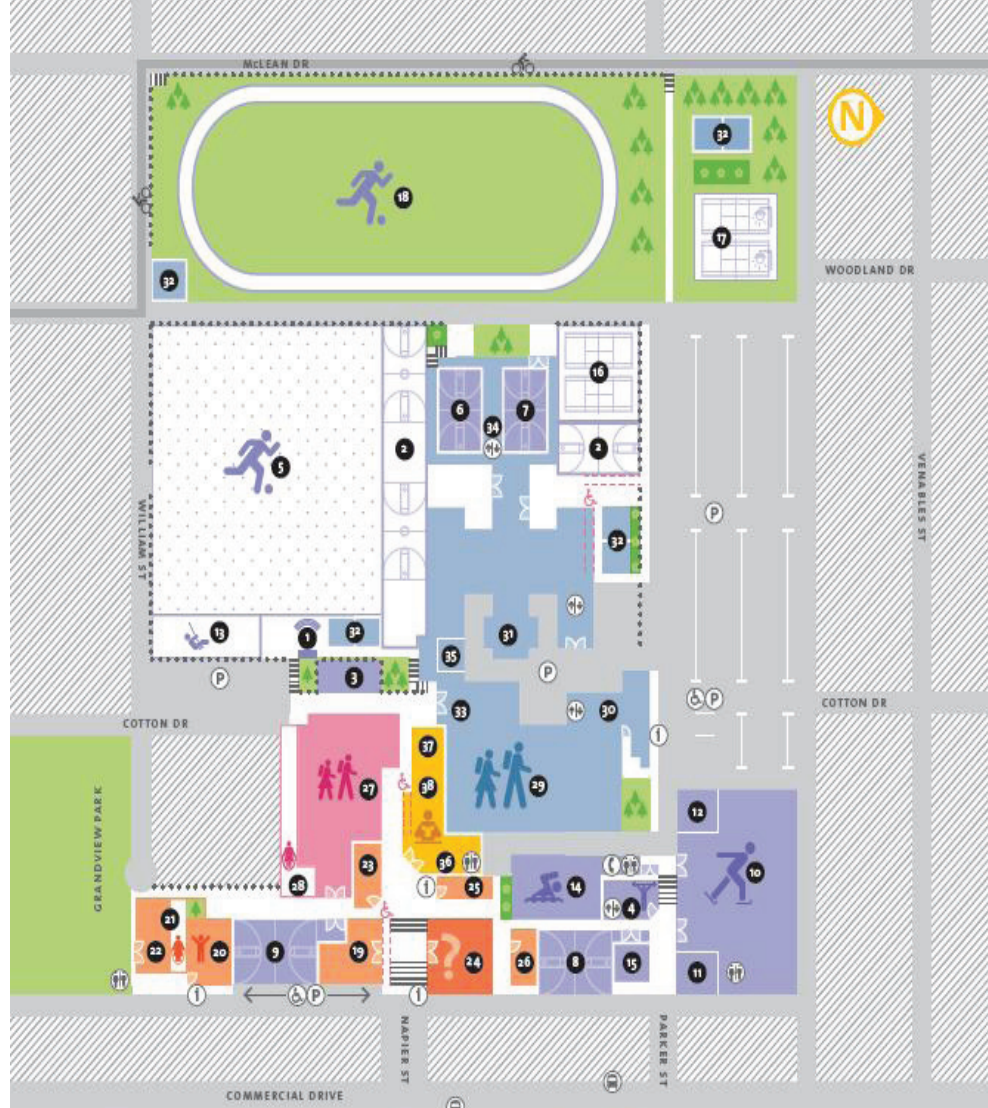 McLEAN DR
N
32
18
17
32
WOODLAND DR
16
6
7
34
2
2
5
VENABLES ST
WILLIAM ST
P
32
13
1
32
31
35
P
P
3
P
33
30
COTTON DR
COTTON DR
i
37
27
38
29
12
GRANDVIEW PARK
23
36
10
28
i
25
14
4
21
22
20
9
19
24
26
8
15
11
i
P
i
NAPIER ST
PARKER ST
COMMERCIAL DRIVE
?